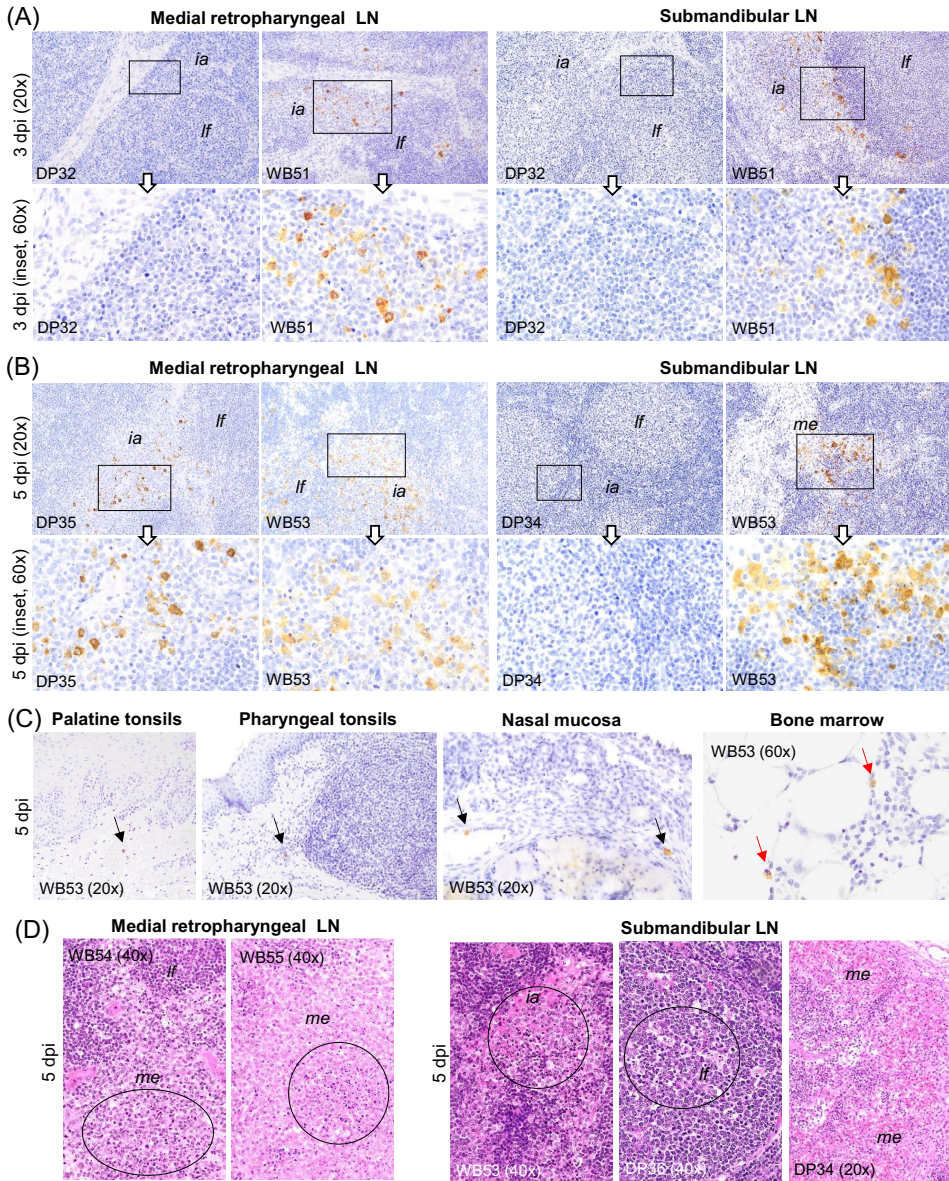 (A)
Medial retropharyngeal LN
Submandibular LN
3 dpi (20x)
ia
lf
DP32
ia
lf
WB51
ia
lf
DP32
ia
lf
WB51
3 dpi (inset, 60x)
DP32
WB51
DP32
WB51
(B)
Medial retropharyngeal LN
Submandibular LN
5 dpi (20x)
ia
lf
DP35
lf
ia
WB53
lf
ia
DP34
me
WB53
5 dpi (inset, 60x)
DP35
WB53
DP34
WB53
(C)
Palatine tonsils
Pharyngeal tonsils
Nasal mucosa
Bone marrow
5 dpi
WB53 (20x)
WB53 (20x)
WB53 (20x)
WB53 (60x)
(D)
Medial retropharyngeal LN
Submandibular LN
5 dpi
WB54 (40x)
lf
me
WB55 (40x)
me
5 dpi
ia
WB53 (40x)
lf
DP36 (40x)
me
me
DP34 (20x)